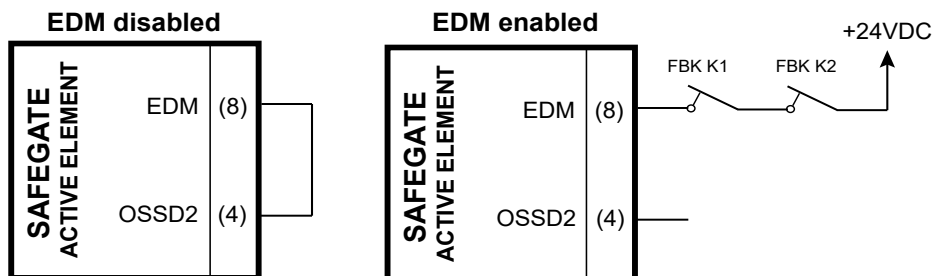 EDM disabled
SAFEGATE
ACTIVE ELEMENT
EDM (8)
OSSD2 (4)
EDM enabled
SAFEGATE
ACTIVE ELEMENT
EDM (8)
OSSD2 (4)
FBK K1
FBK K2
+24VDC